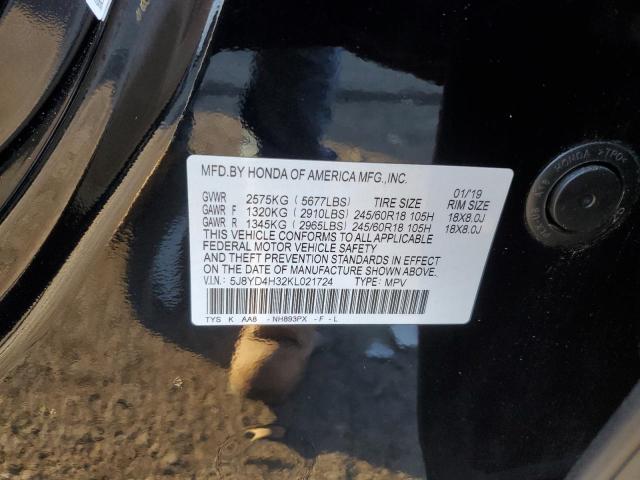 MFD.BY HONDA OF AMERICA MFG.,INC.
01/19
GVWR 2575KG ( 5677LBS) TIRE SIZE RIM SIZE
GAWR F 1320KG ( 2910LBS) 245/60R18 105H 18X8.0J
GAWR R 1345KG ( 2965LBS) 245/60R18 105H 18X8.0J
THIS VEHICLE CONFORMS TO ALL APPLICABLE
FEDERAL MOTOR VEHICLE SAFETY
AND THEFT PREVENTION STANDARDS IN EFFECT
ON THE DATE OF MANUFACTURE SHOWN ABOVE.
V.I.N.: 5J8YD4H32KL021724 TYPE: MPV
TYS K AA8 -NH893PX -F -L
HONDA